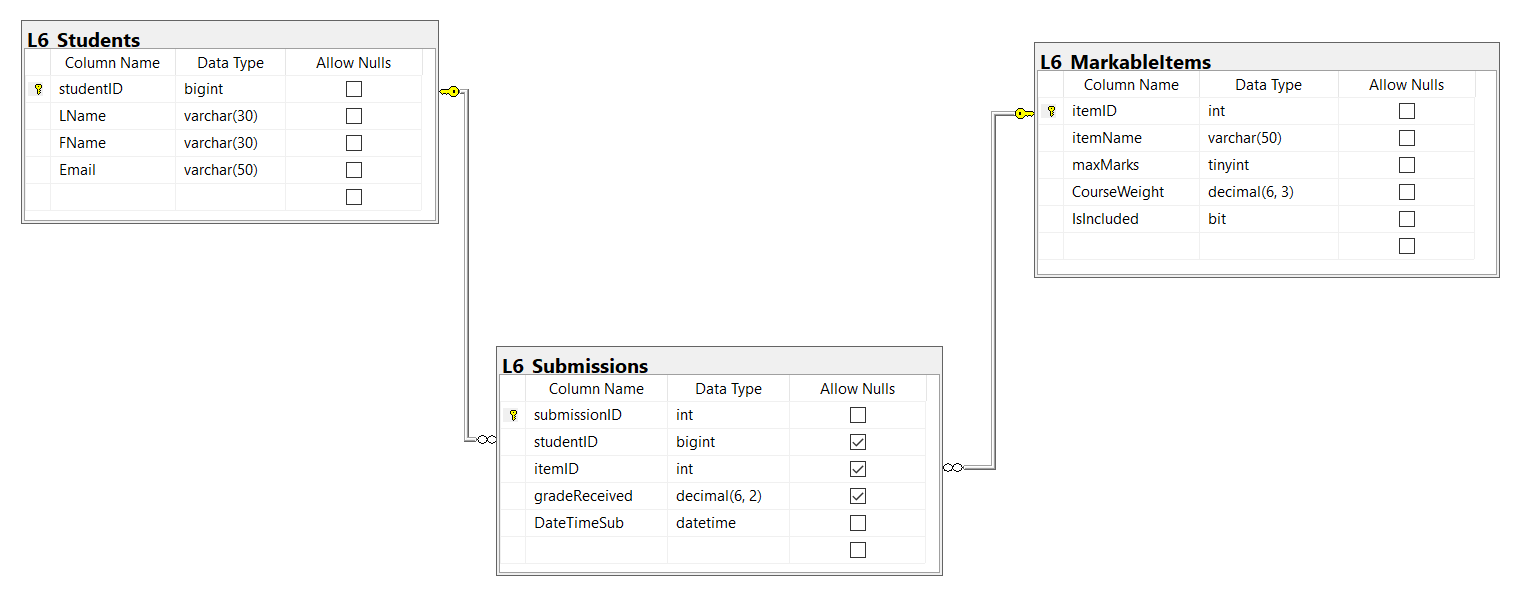 L6_Students
Column Name Data Type Allow Nulls
studentID bigint
LName varchar(30)
FName varchar(30)
Email varchar(50)
L6_MarkableItems
Column Name Data Type Allow Nulls
itemID int
itemName varchar(50)
maxMarks tinyint
CourseWeight decimal(6, 3)
IsIncluded bit
L6_Submissions
Column Name Data Type Allow Nulls
submissionID int
studentID bigint
itemID int
gradeReceived decimal(6, 2)
DateTimeSub datetime